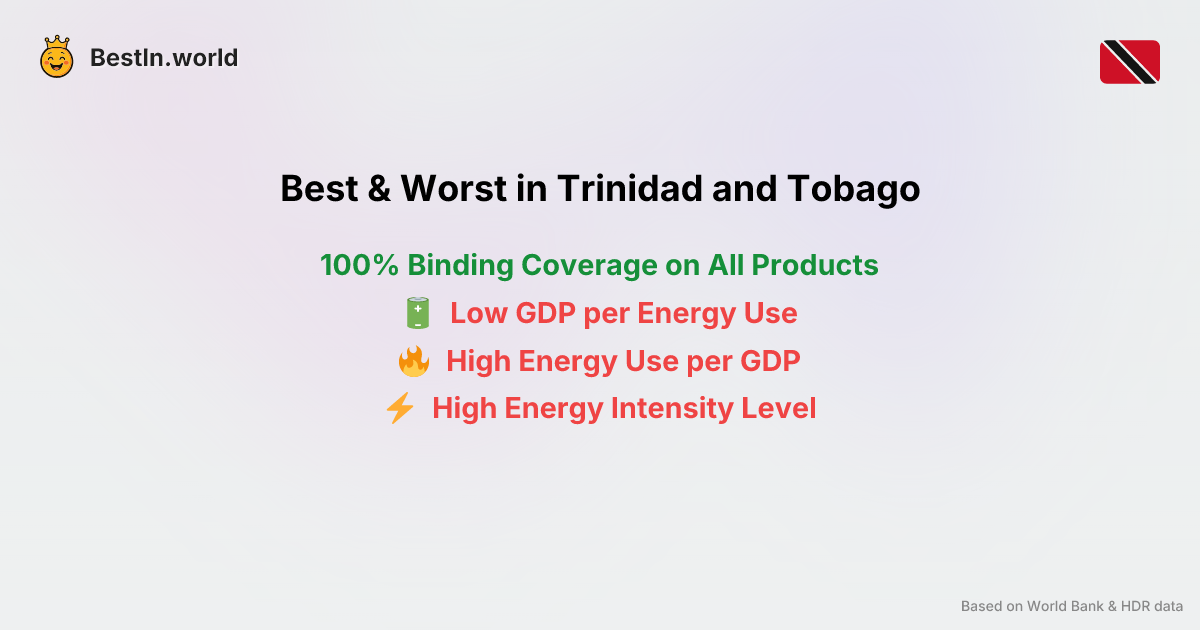 BestIn.world
Best & Worst in Trinidad and Tobago
100% Binding Coverage on All Products
Low GDP per Energy Use
High Energy Use per GDP
High Energy Intensity Level
Based on World Bank & HDR data